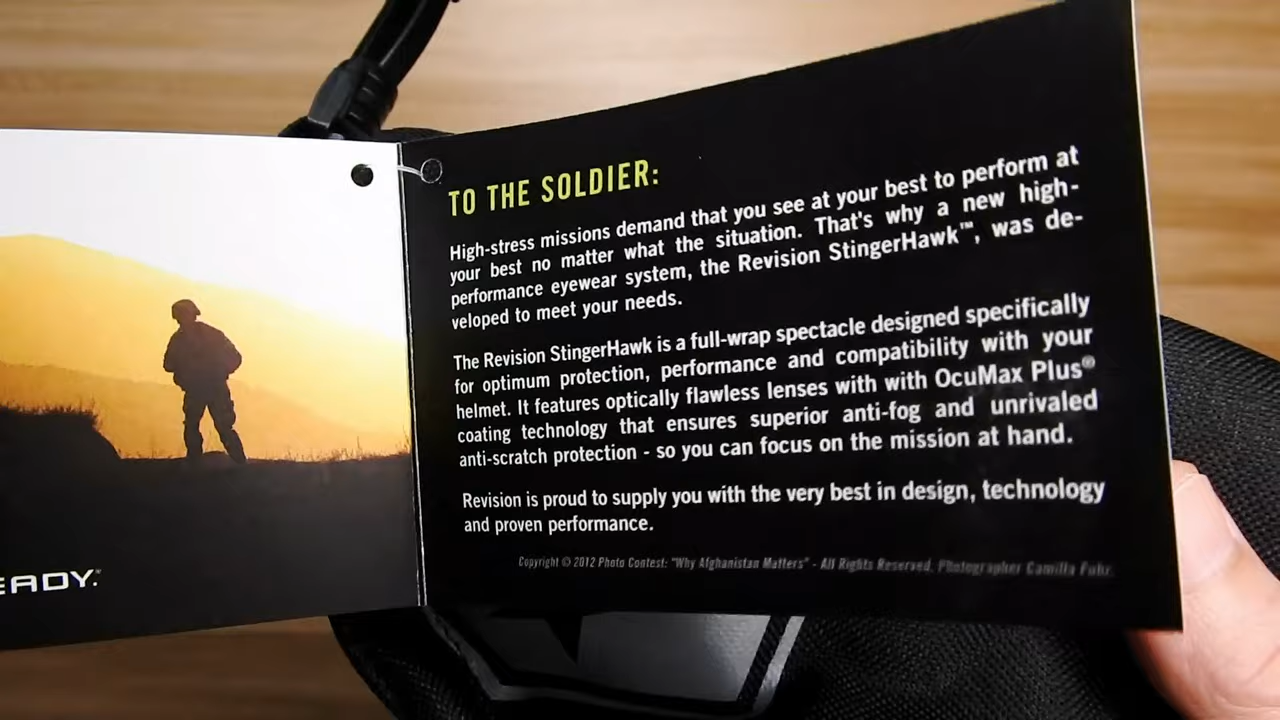 TO THE SOLDIER:
High-stress missions demand that you see at your best to perform at
your best no matter what the situation. That's why a new high-
performance eyewear system, the Revision StingerHawk™, was de-
veloped to meet your needs.
The Revision StingerHawk is a full-wrap spectacle designed specifically
for optimum protection, performance and compatibility with your
helmet. It features optically flawless lenses with with OcuMax Plus®
coating technology that ensures superior anti-fog and unrivaled
anti-scratch protection - so you can focus on the mission at hand.
Revision is proud to supply you with the very best in design, technology
and proven performance.
Copyright © 2012 Photo Contest: "Why Afghanistan Matters" - All Rights Reserved. Photographer Camilla
EADY.